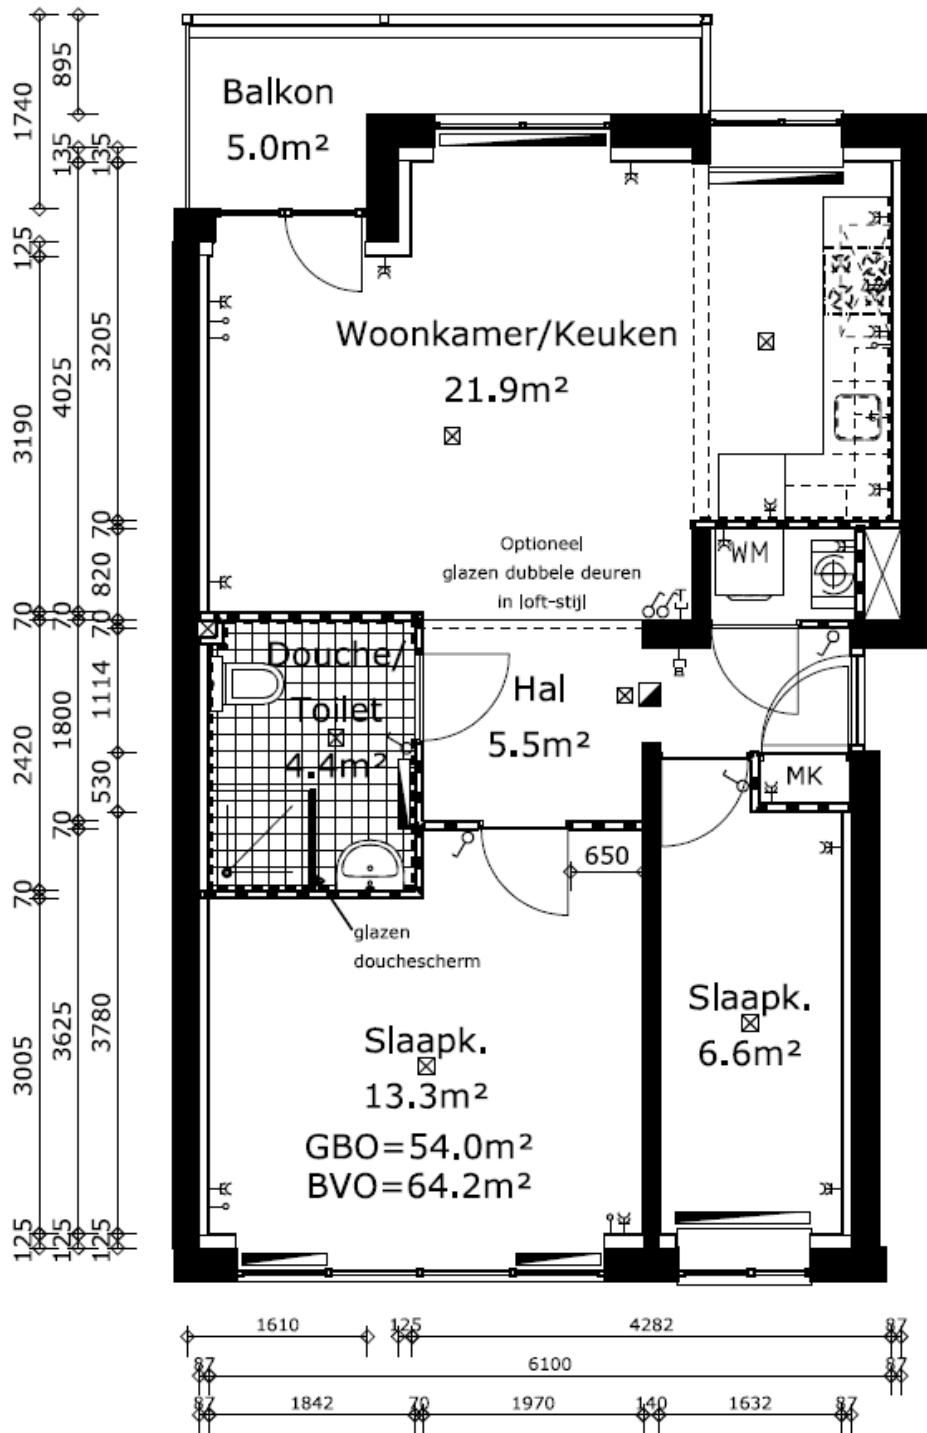 Balkon
5.0m²
Woonkamer/Keuken
21.9m²
Optioneel
glazen dubbele deuren
in loft-stijl
WM
Douche/
Toilet
4.4m²
Hal
5.5m²
MK
650
glazen
douchescherm
Slaapk.
13.3m²
GBO=54.0m²
BVO=64.2m²
Slaapk.
6.6m²
1740
125
3190
70
2420
70
3005
125
895
135
4025
70
1800
70
3625
125
135
3205
70
820
70
1114
530
3780
125
1610
125
4282
87
87
6100
87
87
1842
70
1970
140
1632
87